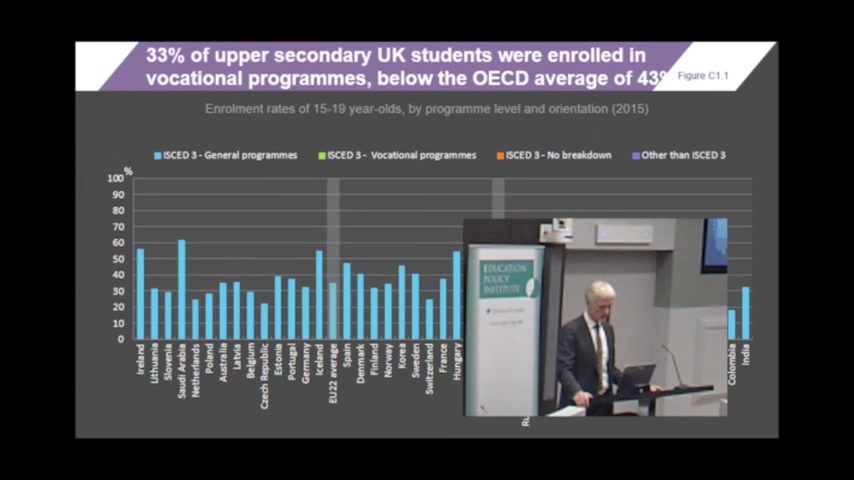 33% of upper secondary UK students were enrolled in
vocational programmes, below the OECD average of 43%
Figure C1.1
Enrolment rates of 15-19 year-olds, by programme level and orientation (2015)
ISCED 3 - General programmes
ISCED 3 - Vocational programmes
ISCED 3 - No breakdown
Other than ISCED 3
%
100
90
80
70
60
50
40
30
20
10
0
Ireland
Lithuania
Slovenia
Saudi Arabia
Netherlands
Poland
Australia
Latvia
Belgium
Czech Republic
Estonia
Portugal
Germany
Iceland
EU22 average
Spain
Denmark
Finland
Norway
Korea
Sweden
Switzerland
France
Hungary
Ru
Colombia
India
EDUCATION
POLICY
INSTITUTE